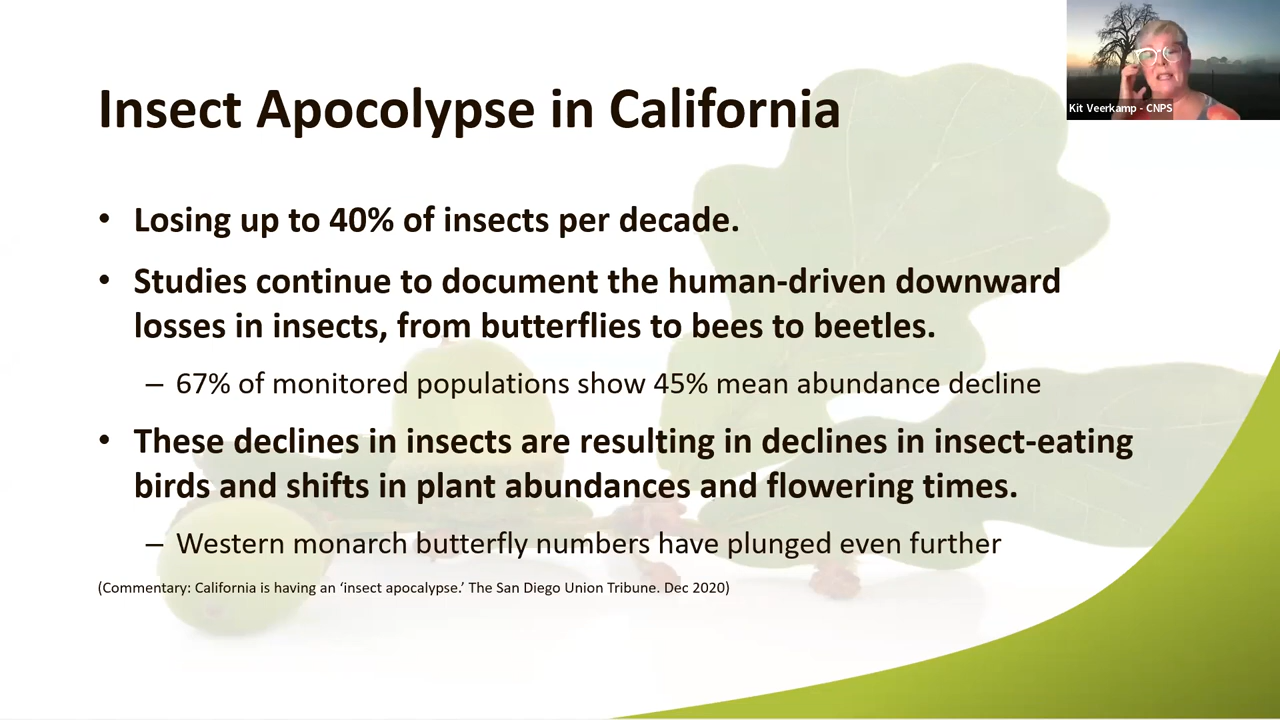 Kit Veerkamp - CNPS
Insect Apocolypse in California
• Losing up to 40% of insects per decade.
• Studies continue to document the human-driven downward
losses in insects, from butterflies to bees to beetles.
– 67% of monitored populations show 45% mean abundance decline
• These declines in insects are resulting in declines in insect-eating
birds and shifts in plant abundances and flowering times.
– Western monarch butterfly numbers have plunged even further
(Commentary: California is having an ‘insect apocalypse.’ The San Diego Union Tribune. Dec 2020)